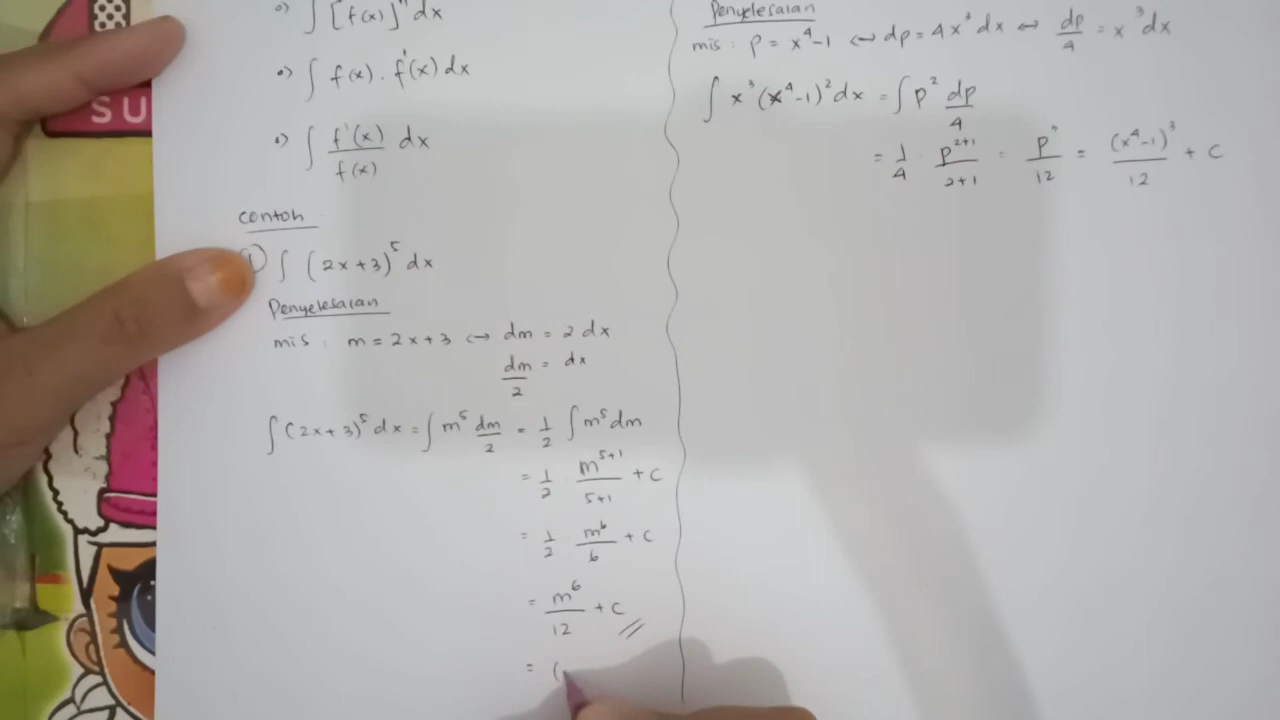 SU
•) ∫ [f(x)]ⁿ dx
•) ∫ f(x) . f'(x) dx
•) ∫ f'(x)/f(x) dx
Contoh
1 ∫ (2x+3)⁵ dx
Penyelesaian
mis : m = 2x+3 ↔ dm = 2 dx
dm/2 = dx
∫ (2x+3)⁵ dx = ∫ m⁵ dm/2 = 1/2 ∫ m⁵ dm
= 1/2 . m⁵⁺¹/5+1 + C
= 1/2 . m⁶/6 + C
= m⁶/12 + C
= (
Penyelesaian
mis : p = x⁴-1 ↔ dp = 4x³ dx ↔ dp/4 = x³ dx
∫ x³ (x⁴-1)² dx = ∫ p² dp/4
= 1/4 . p²⁺¹/2+1 = p³/12 = (x⁴-1)³/12 + C